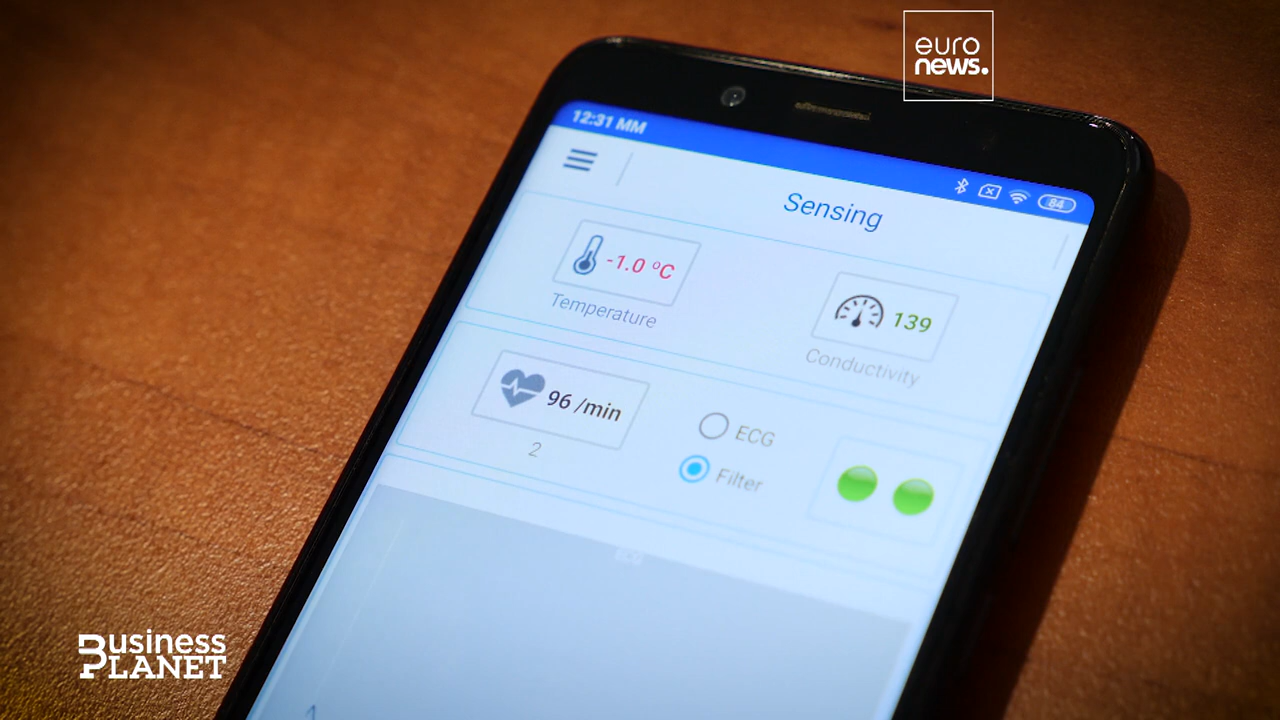 euro
news.
12:31 MM
84
Sensing
-1.0 °C
Temperature
139
Conductivity
96 /min
2
ECG
Filter
Business
PLANET